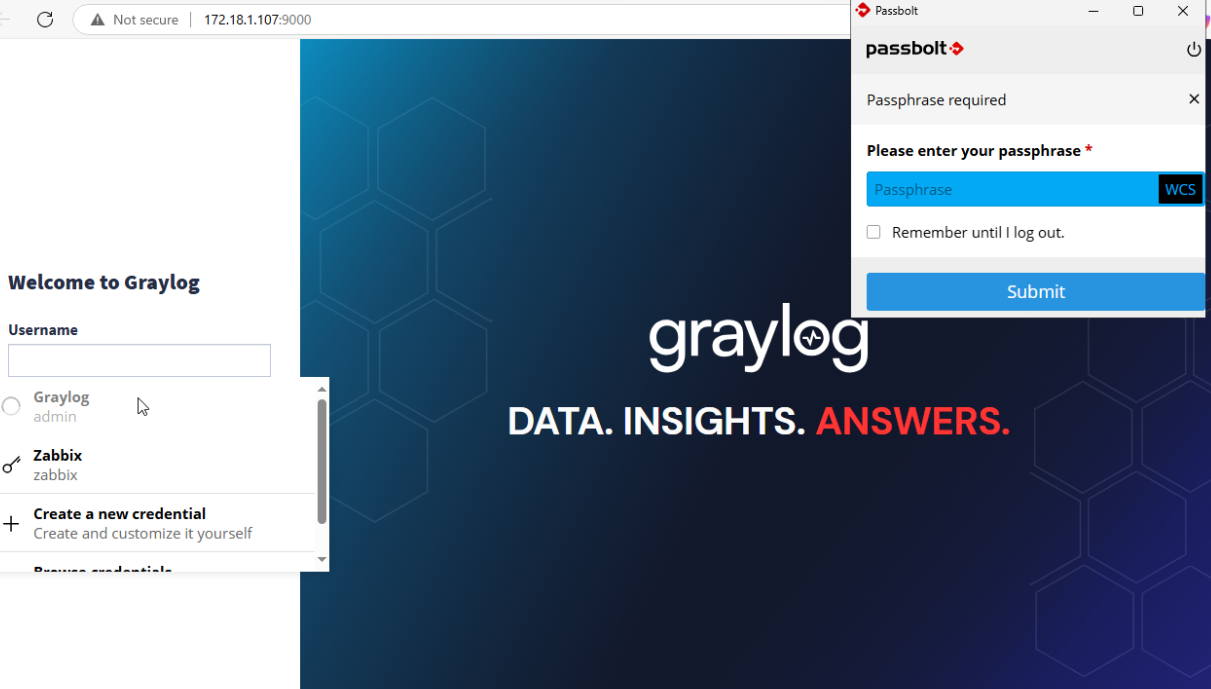 Not secure
172.18.1.107:9000
Passbolt
passbolt
Passphrase required
Please enter your passphrase *
Passphrase
WCS
Remember until I log out.
Submit
Welcome to Graylog
Username
Graylog
admin
Zabbix
zabbix
Create a new credential
Create and customize it yourself
Browse credentials
graylog
DATA. INSIGHTS. ANSWERS.